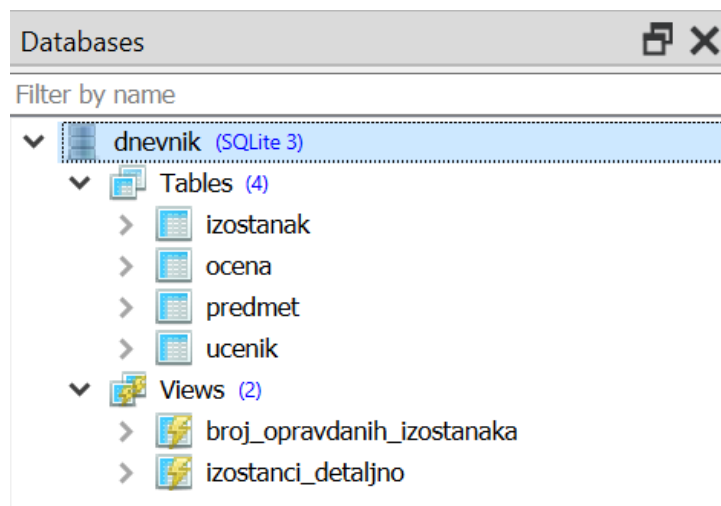 Databases
Filter by name
dnevnik (SQLite 3)
Tables (4)
izostanak
ocena
predmet
ucenik
Views (2)
broj_opravdanih_izostanaka
izostanci_detaljno